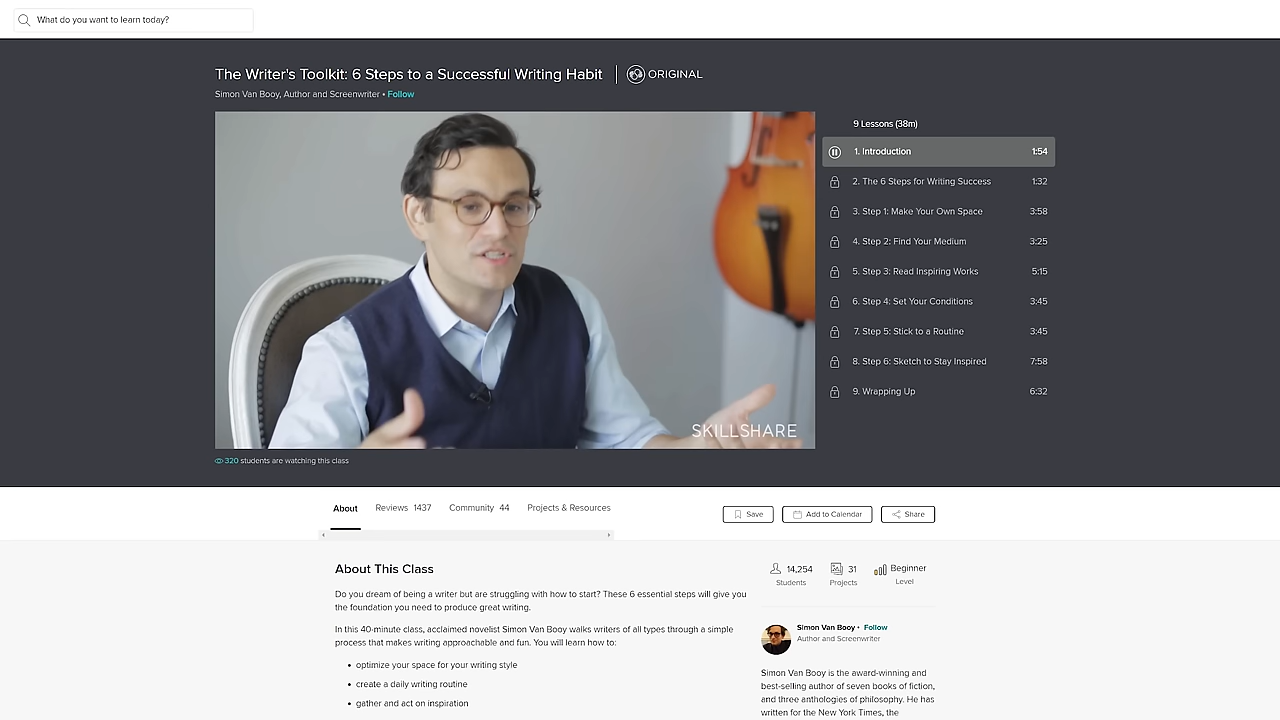 What do you want to learn today?
The Writer's Toolkit: 6 Steps to a Successful Writing Habit
ORIGINAL
Simon Van Booy, Author and Screenwriter • Follow
9 Lessons (38m)
1. Introduction 1:54
2. The 6 Steps for Writing Success 1:32
3. Step 1: Make Your Own Space 3:58
4. Step 2: Find Your Medium 3:25
5. Step 3: Read Inspiring Works 5:15
6. Step 4: Set Your Conditions 3:45
7. Step 5: Stick to a Routine 3:45
8. Step 6: Sketch to Stay Inspired 7:58
9. Wrapping Up 6:32
SKILLSHARE
320 students are watching this class
About Reviews 1437 Community 44 Projects & Resources
Save Add to Calendar Share
About This Class
Do you dream of being a writer but are struggling with how to start? These 6 essential steps will give you
the foundation you need to produce great writing.
In this 40-minute class, acclaimed novelist Simon Van Booy walks writers of all types through a simple
process that makes writing approachable and fun. You will learn how to:
• optimize your space for your writing style
• create a daily writing routine
• gather and act on inspiration
14,254 Students
31 Projects
Beginner Level
Simon Van Booy • Follow
Author and Screenwriter
Simon Van Booy is the award-winning and
best-selling author of seven books of fiction,
and three anthologies of philosophy. He has
written for the New York Times, the